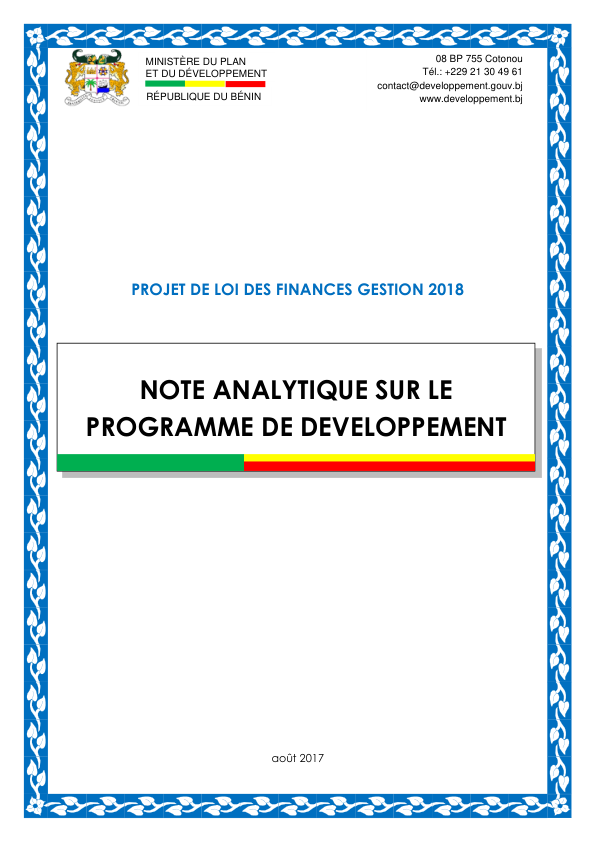 MINISTÈRE DU PLAN
ET DU DÉVELOPPEMENT
RÉPUBLIQUE DU BÉNIN
08 BP 755 Cotonou
Tél.: +229 21 30 49 61
contact@developpement.gouv.bj
www.developpement.bj
PROJET DE LOI DES FINANCES GESTION 2018
NOTE ANALYTIQUE SUR LE
PROGRAMME DE DEVELOPPEMENT
août 2017